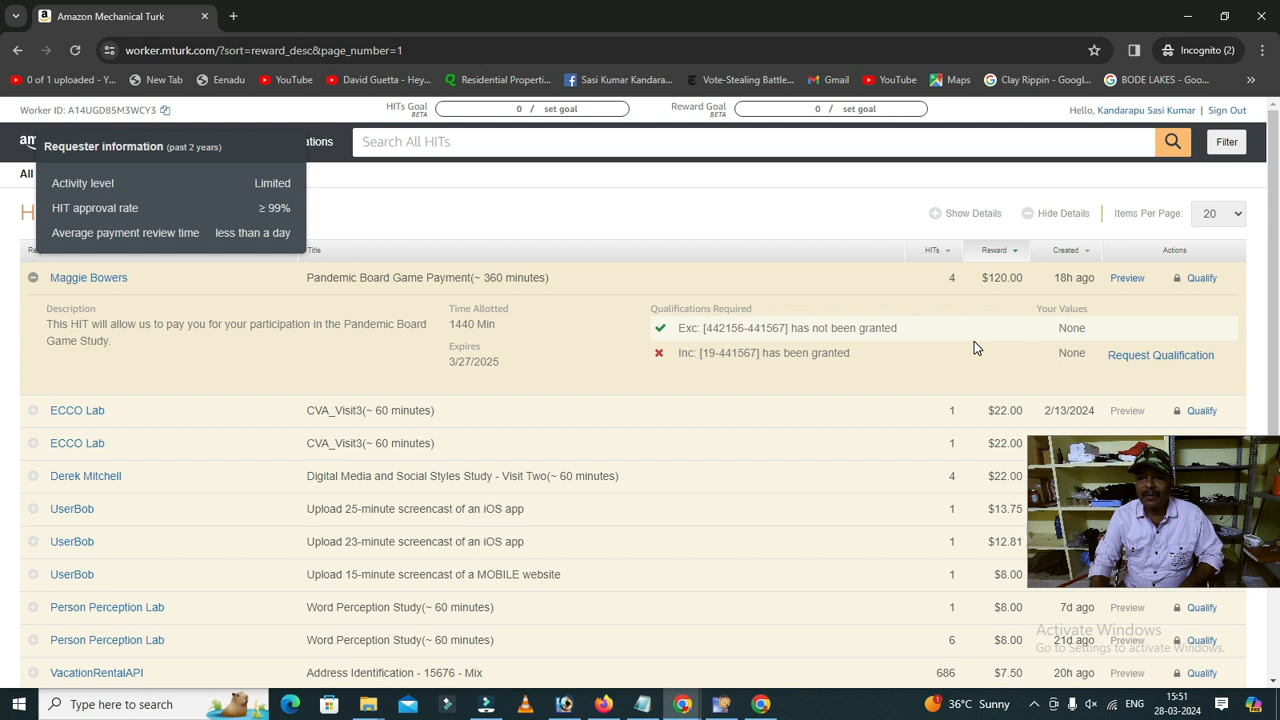 Amazon Mechanical Turk
worker.mturk.com/?sort=reward_desc&page_number=1
Incognito (2)
0 of 1 uploaded - Y...
New Tab
Eenadu
YouTube
David Guetta - Hey...
Residential Properti...
Sasi Kumar Kandara...
Vote-Stealing Battle...
Gmail
YouTube
Maps
Clay Rippin - Googl...
BODE LAKES - Goo...
Worker ID: A14UGD85M3WCY3
HITs Goal
BETA
0 / set goal
Reward Goal
BETA
0 / set goal
Hello, Kandarapu Sasi Kumar | Sign Out
am
ations
Search All HITs
Filter
Requester information (past 2 years)
Activity level Limited
HIT approval rate ≥ 99%
Average payment review time less than a day
All
H
Show Details
Hide Details
Items Per Page: 20
Re
Title
HITs
Reward
Created
Actions
Maggie Bowers Pandemic Board Game Payment(~ 360 minutes) 4 $120.00 18h ago Preview Qualify
Description
This HIT will allow us to pay you for your participation in the Pandemic Board
Game Study.
Time Allotted
1440 Min
Expires
3/27/2025
Qualifications Required Your Values
Exc: [442156-441567] has not been granted None
Inc: [19-441567] has been granted None Request Qualification
ECCO Lab CVA_Visit3(~ 60 minutes) 1 $22.00 2/13/2024 Preview Qualify
ECCO Lab CVA_Visit3(~ 60 minutes) 1 $22.00
Derek Mitchell Digital Media and Social Styles Study - Visit Two(~ 60 minutes) 4 $22.00
UserBob Upload 25-minute screencast of an iOS app 1 $13.75
UserBob Upload 23-minute screencast of an iOS app 1 $12.81
UserBob Upload 15-minute screencast of a MOBILE website 1 $8.00
Person Perception Lab Word Perception Study(~ 60 minutes) 1 $8.00 7d ago Preview Qualify
Person Perception Lab Word Perception Study(~ 60 minutes) 6 $8.00 21d ago Preview Qualify
VacationRentalAPI Address Identification - 15676 - Mix 686 $7.50 20h ago Preview Qualify
Activate Windows
Go to Settings to activate Windows.
Type here to search
36°C Sunny
ENG
15:51
28-03-2024